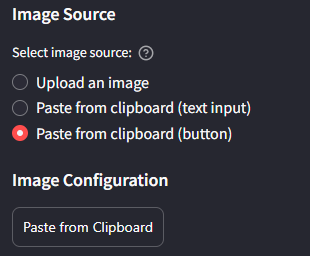 Image Source
Select image source: ?
Upload an image
Paste from clipboard (text input)
Paste from clipboard (button)
Image Configuration
Paste from Clipboard